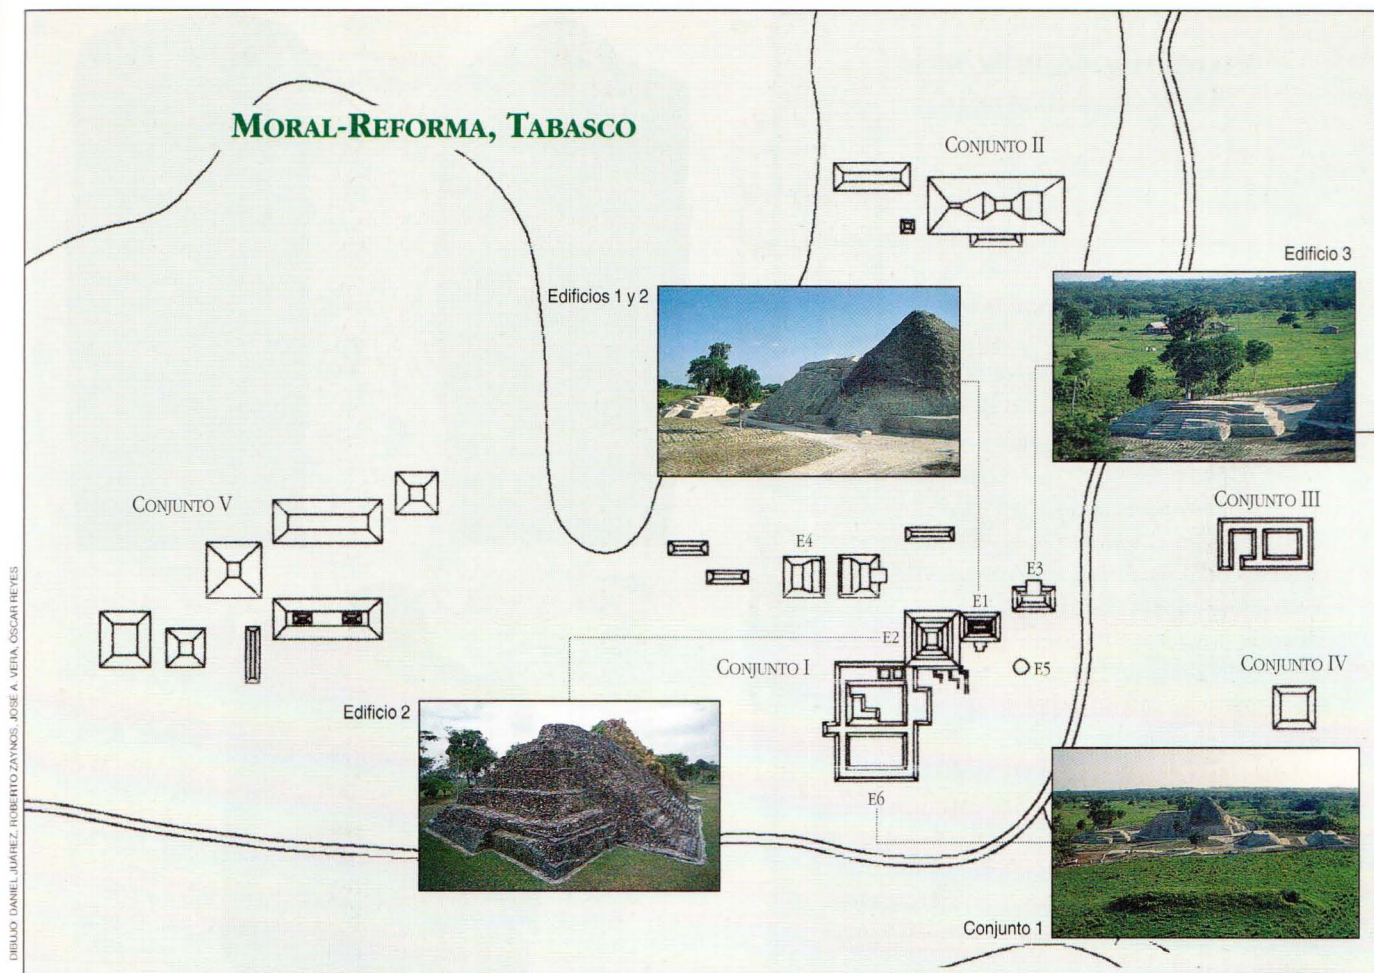 MORAL-REFORMA, TABASCO
CONJUNTO II
Edificio 3
Edificios 1 y 2
CONJUNTO V
CONJUNTO III
E4
E3
E1
E2
CONJUNTO I
E5
CONJUNTO IV
Edificio 2
E6
Conjunto 1
DIBUJO: DANIEL JUÁREZ, ROBERTO ZAYNOS, JOSÉ A. VERA, ÓSCAR REYES